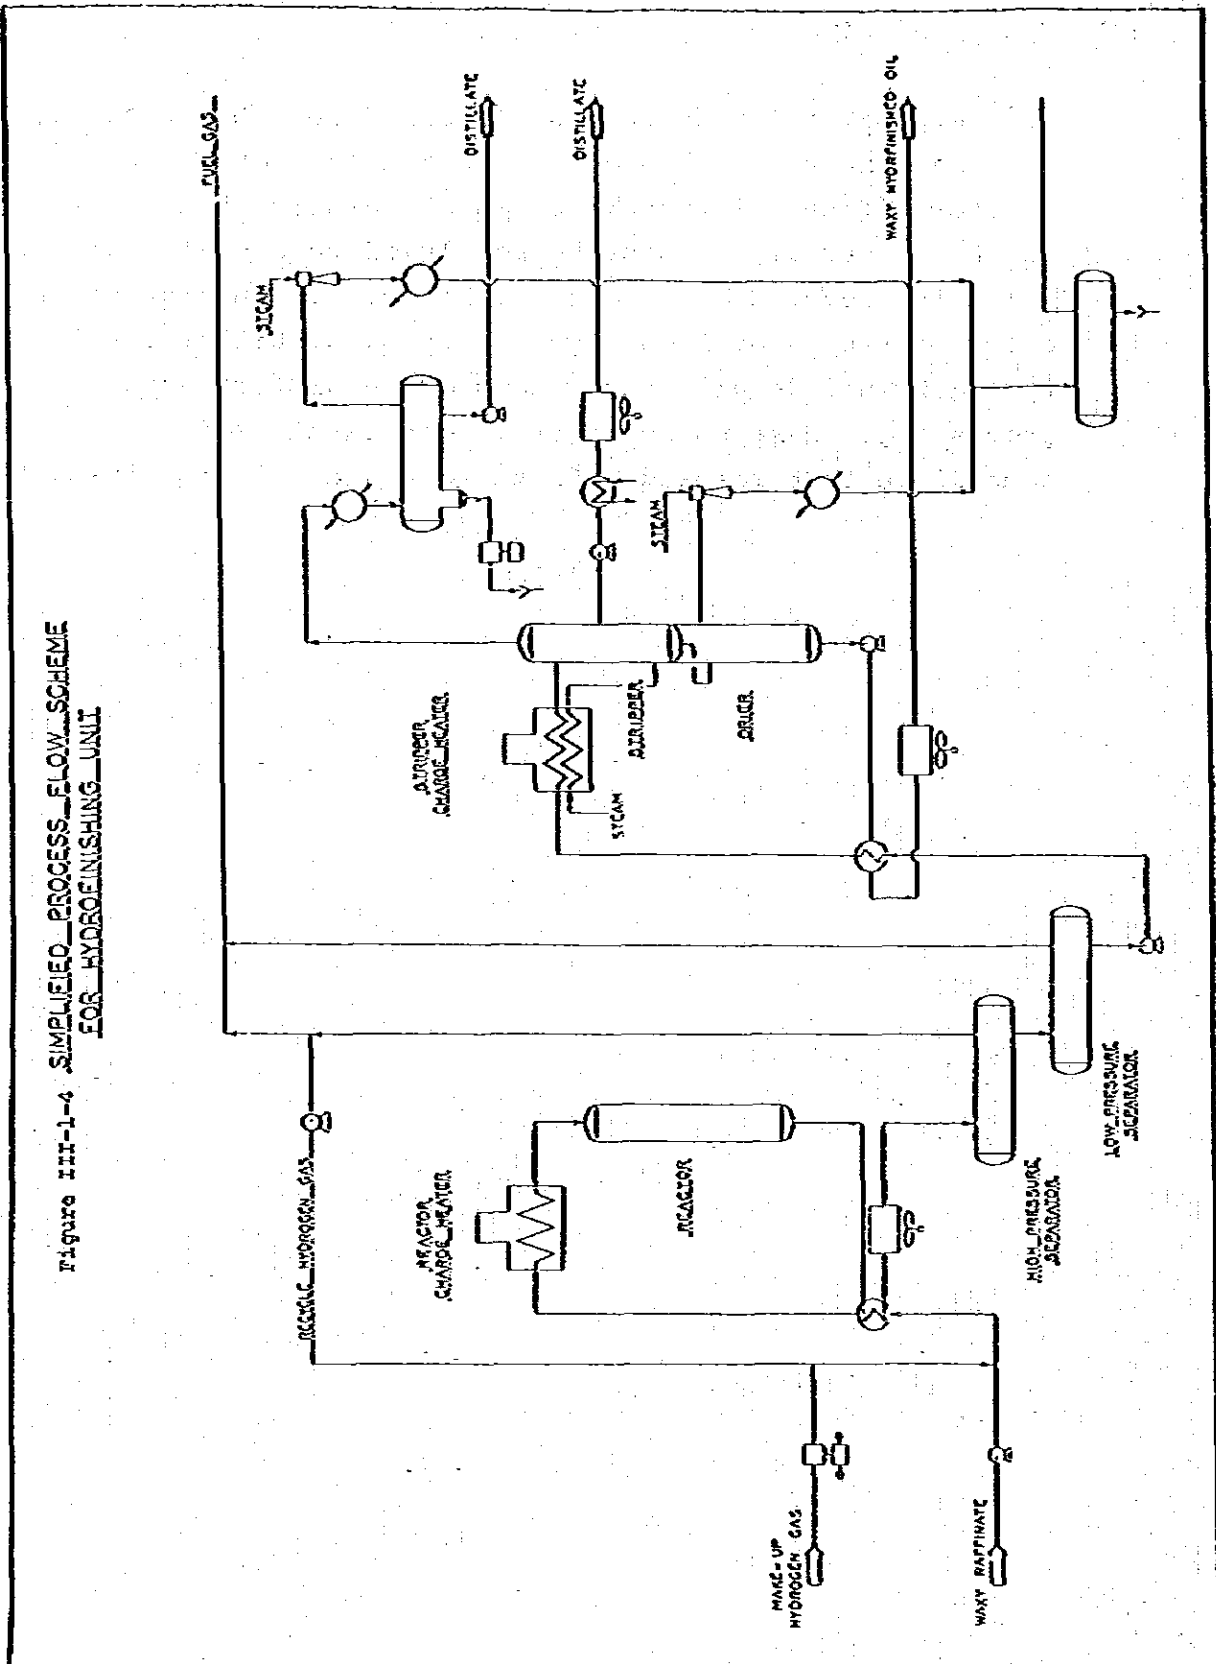 Figure III-1-4 SIMPLIFIED PROCESS FLOW SCHEME
FOR HYDROFINISHING UNIT
FUEL GAS
DISTILLATE
DISTILLATE
WAXY HYDRFINISHED OIL
STEAM
STEAM
STRIPPER
CHARGE HEATER
STRIPPER
DRIER
STEAM
RECYCLE HYDROGEN GAS
REACTOR
CHARGE HEATER
REACTOR
HIGH PRESSURE
SEPARATOR
LOW PRESSURE
SEPARATOR
MAKE-UP
HYDROGEN GAS
WAXY RAFFINATE